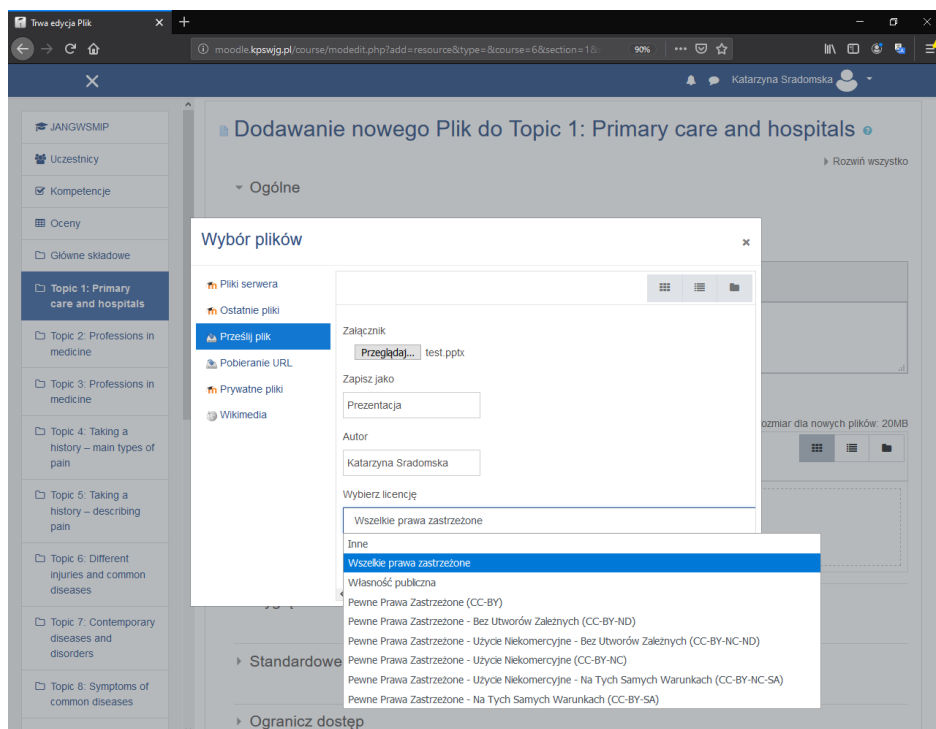 Trwa edycja Plik
moodle.kpswjg.pl/course/modedit.php?add=resource&type=&course=6&section=1&
90%
Katarzyna Sradomska
JANGWSMIP
Uczestnicy
Kompetencje
Oceny
Główne składowe
Topic 1: Primary
care and hospitals
Topic 2: Professions in
medicine
Topic 3: Professions in
medicine
Topic 4: Taking a
history – main types of
pain
Topic 5: Taking a
history – describing
pain
Topic 6: Different
injuries and common
diseases
Topic 7: Contemporary
diseases and
disorders
Topic 8: Symptoms of
common diseases
Dodawanie nowego Plik do Topic 1: Primary care and hospitals
Rozwiń wszystko
Ogólne
Wybór plików
Pliki serwera
Ostatnie pliki
Prześlij plik
Pobieranie URL
Prywatne pliki
Wikimedia
Załącznik
Przeglądaj... test.pptx
Zapisz jako
Prezentacja
Autor
Katarzyna Sradomska
Wybierz licencję
Wszelkie prawa zastrzeżone
Inne
Wszelkie prawa zastrzeżone
Własność publiczna
Pewne Prawa Zastrzeżone (CC-BY)
Pewne Prawa Zastrzeżone - Bez Utworów Zależnych (CC-BY-ND)
Pewne Prawa Zastrzeżone - Użycie Niekomercyjne - Bez Utworów Zależnych (CC-BY-NC-ND)
Pewne Prawa Zastrzeżone - Użycie Niekomercyjne (CC-BY-NC)
Pewne Prawa Zastrzeżone - Użycie Niekomercyjne - Na Tych Samych Warunkach (CC-BY-NC-SA)
Pewne Prawa Zastrzeżone - Na Tych Samych Warunkach (CC-BY-SA)
ozmiar dla nowych plików: 20MB
Standardowe
Ogranicz dostęp